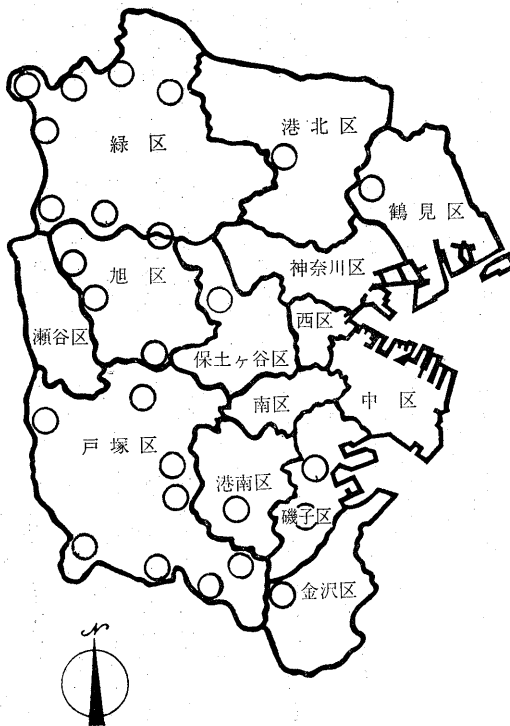 緑区
港北区
鶴見区
神奈川区
旭区
瀬谷区
西区
保土ヶ谷区
南区
中区
戸塚区
港南区
磯子区
金沢区
N